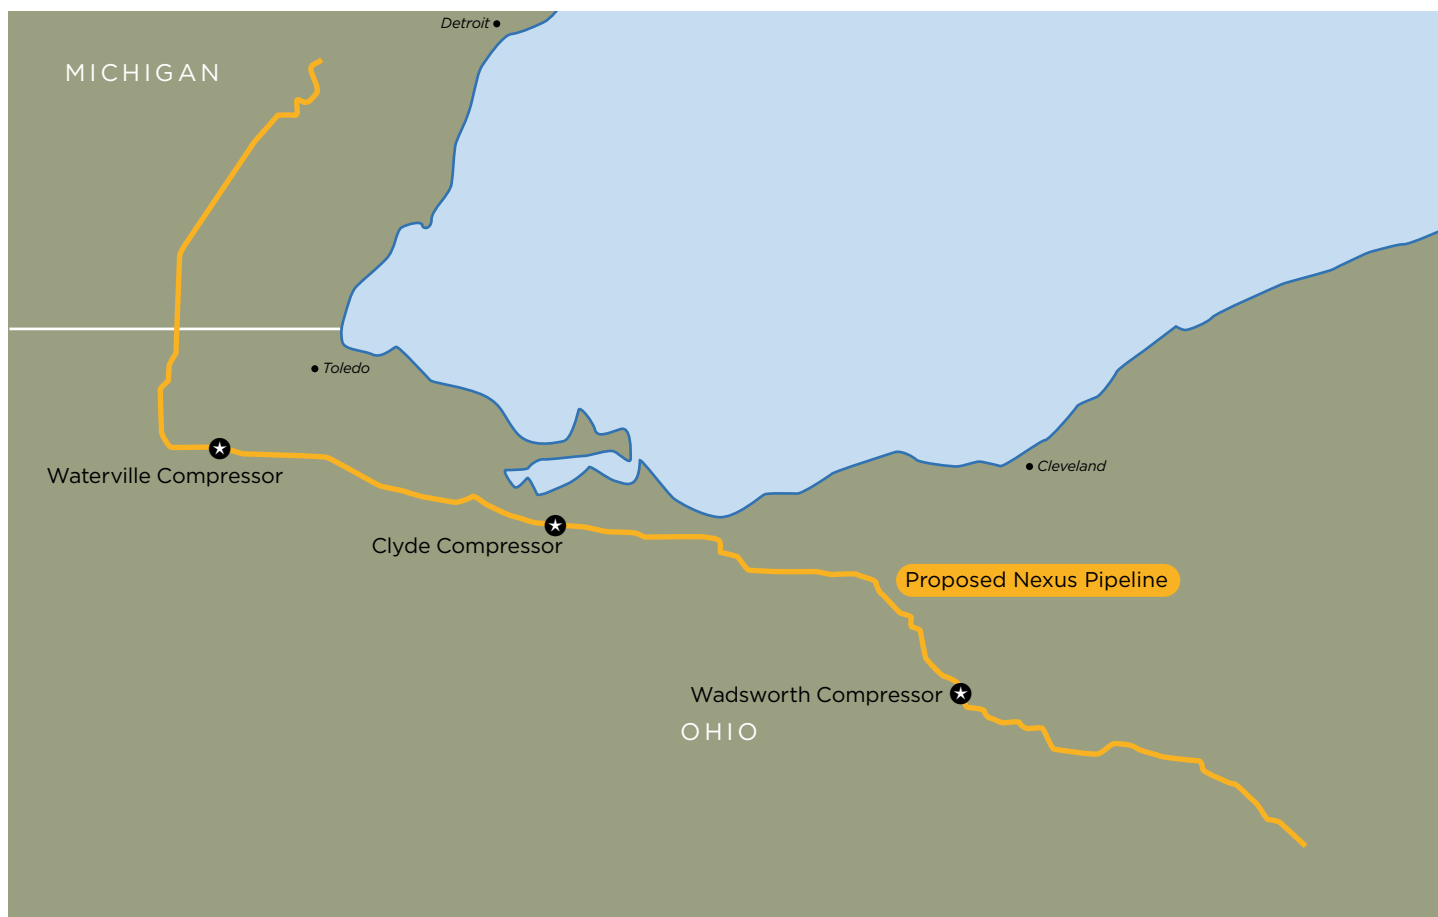 Detroit
MICHIGAN
Toledo
Cleveland
Waterville Compressor
Clyde Compressor
Proposed Nexus Pipeline
Wadsworth Compressor
OHIO